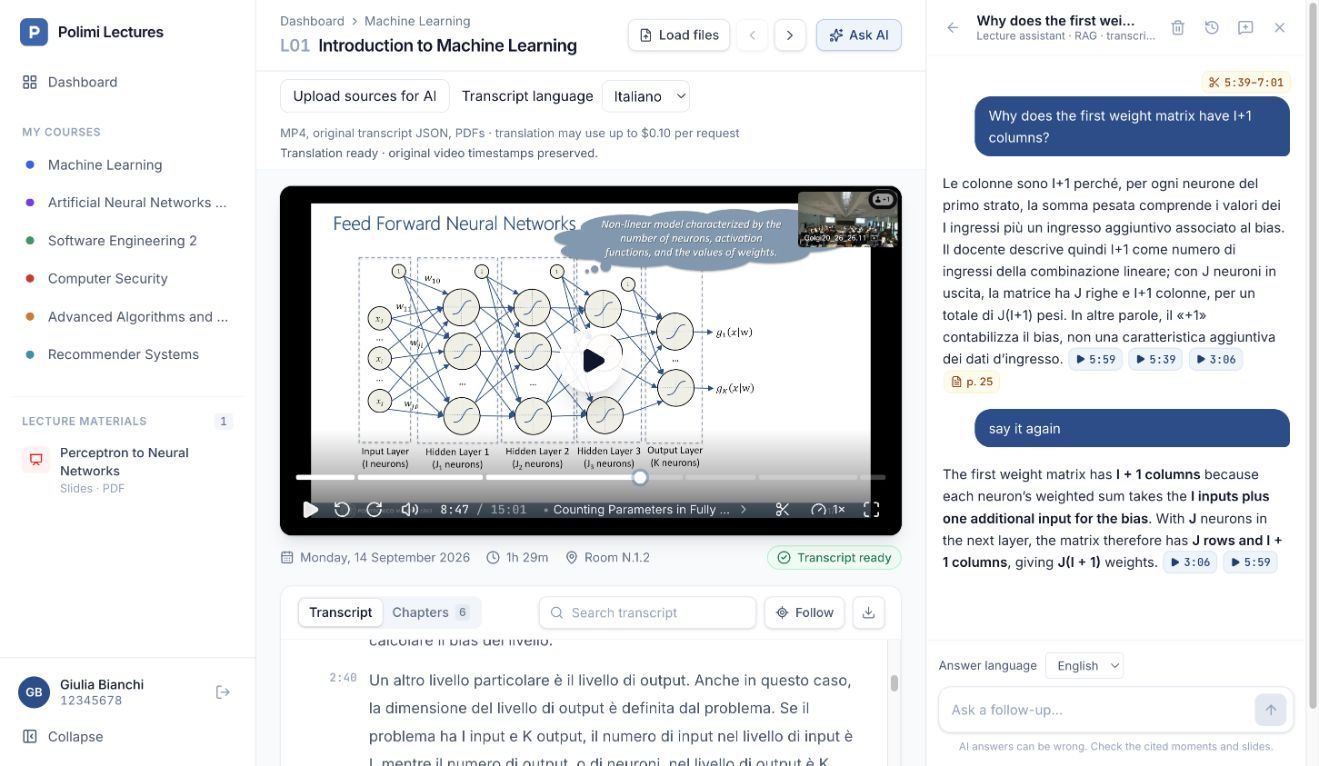 P Polimi Lectures
Dashboard
MY COURSES
Machine Learning
Artificial Neural Networks ...
Software Engineering 2
Computer Security
Advanced Algorithms and ...
Recommender Systems
LECTURE MATERIALS 1
Perceptron to Neural
Networks
Slides · PDF
GB Giulia Bianchi
12345678
Collapse
Dashboard > Machine Learning
L01 Introduction to Machine Learning
Load files
Ask AI
Upload sources for AI Transcript language Italiano
MP4, original transcript JSON, PDFs · translation may use up to $0.10 per request
Translation ready · original video timestamps preserved.
Feed Forward Neural Networks
Non-linear model characterized by the
number of neurons, activation
functions, and the values of weights.
g₁(x|w)
...
g_K(x|w)
Input Layer
(I neurons)
Hidden Layer 1
(J₁ neurons)
Hidden Layer 2
(J₂ neurons)
Hidden Layer 3
(J₃ neurons)
Output Layer
(K neurons)
8:47 / 15:01 • Counting Parameters in Fully ... 1×
Monday, 14 September 2026 1h 29m Room N.1.2 Transcript ready
Transcript Chapters 6 Search transcript Follow
calcolare il bias del livello.
2:40 Un altro livello particolare è il livello di output. Anche in questo caso,
la dimensione del livello di output è definita dal problema. Se il
problema ha I input e K output, il numero di input nel livello di input è
I, mentre il numero di output, o di neuroni, nel livello di output è K.
Why does the first wei...
Lecture assistant · RAG · transcri...
5:39–7:01
Why does the first weight matrix have I+1
columns?
Le colonne sono I+1 perché, per ogni neurone del
primo strato, la somma pesata comprende i valori dei
I ingressi più un ingresso aggiuntivo associato al bias.
Il docente descrive quindi I+1 come numero di
ingressi della combinazione lineare; con J neuroni in
uscita, la matrice ha J righe e I+1 colonne, per un
totale di J(I+1) pesi. In altre parole, il «+1»
contabilizza il bias, non una caratteristica aggiuntiva
dei dati d’ingresso. 5:59 5:39 3:06
p. 25
say it again
The first weight matrix has I + 1 columns because
each neuron’s weighted sum takes the I inputs plus
one additional input for the bias. With J neurons in
the next layer, the matrix therefore has J rows and I +
1 columns, giving J(I + 1) weights. 3:06 5:59
Answer language English
Ask a follow-up...
AI answers can be wrong. Check the cited moments and slides.